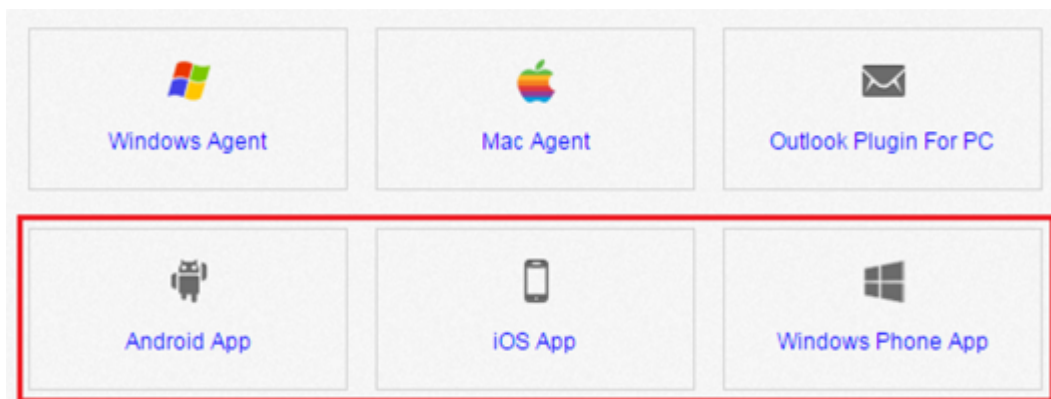 Windows Agent
Mac Agent
Outlook Plugin For PC
Android App
iOS App
Windows Phone App